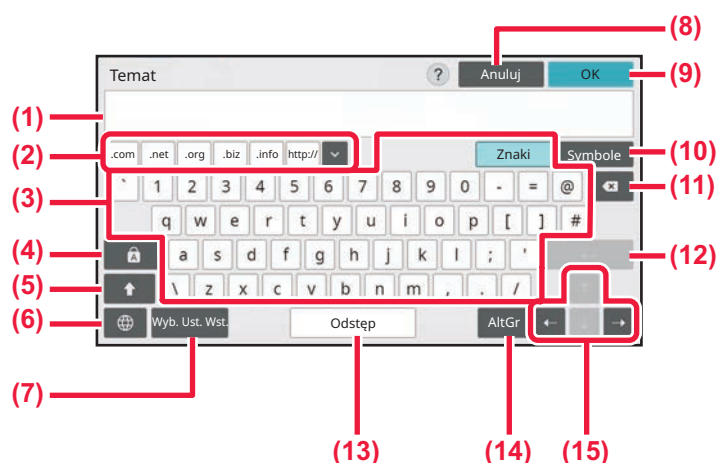 (8)
Temat ? Anuluj OK (9)
(1)
(2) .com .net .org .biz .info http:// Znaki Symbole (10)
(3) ` 1 2 3 4 5 6 7 8 9 0 - = @ (11)
q w e r t y u i o p [ ] #
(4) A a s d f g h j k l ; ' (12)
(5) \ z x c v b n m , . /
(6) Wyb. Ust. Wst. Odstęp AltGr
(7)
(13) (14) (15)